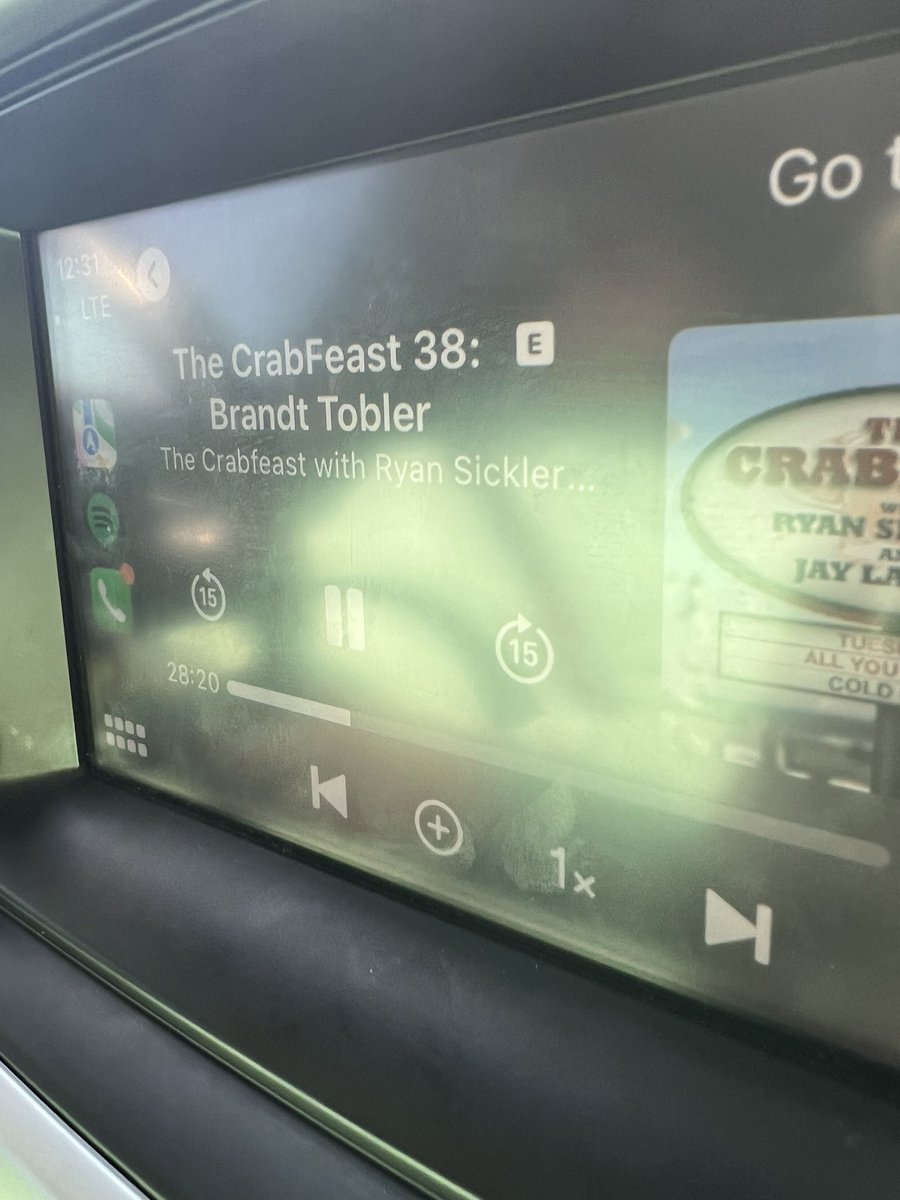 Go
12:31
LTE
The CrabFeast 38: E
Brandt Tobler
The Crabfeast with Ryan Sickler...
CRAB
RYAN
JAY
ALL YOU
COLD
15
15
28:20
1x